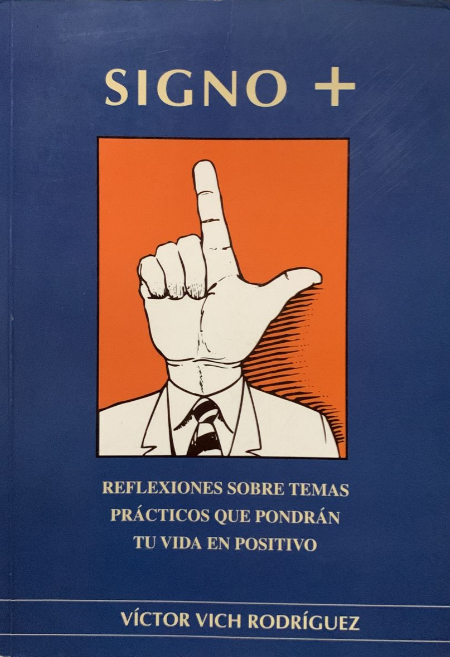 SIGNO +
REFLEXIONES SOBRE TEMAS
PRÁCTICOS QUE PONDRÁN
TU VIDA EN POSITIVO
VÍCTOR VICH RODRÍGUEZ